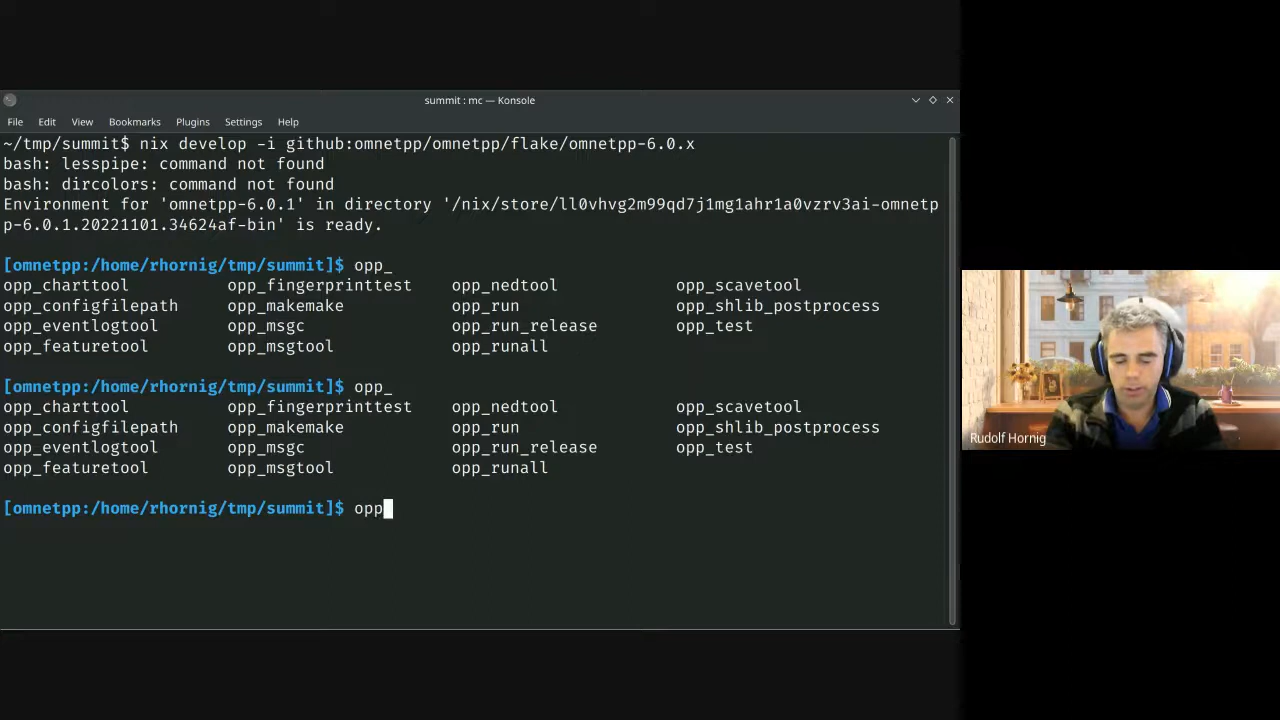 summit : mc — Konsole
File Edit View Bookmarks Plugins Settings Help
~/tmp/summit$ nix develop -i github:omnetpp/omnetpp/flake/omnetpp-6.0.x
bash: lesspipe: command not found
bash: dircolors: command not found
Environment for 'omnetpp-6.0.1' in directory '/nix/store/ll0vhvg2m99qd7j1mg1ahr1a0vzrv3ai-omnetp
p-6.0.1.20221101.34624af-bin' is ready.
[omnetpp:/home/rhornig/tmp/summit]$ opp_
opp_charttool opp_fingerprinttest opp_nedtool opp_scavetool
opp_configfilepath opp_makemake opp_run opp_shlib_postprocess
opp_eventlogtool opp_msgc opp_run_release opp_test
opp_featuretool opp_msgtool opp_runall
[omnetpp:/home/rhornig/tmp/summit]$ opp_
opp_charttool opp_fingerprinttest opp_nedtool opp_scavetool
opp_configfilepath opp_makemake opp_run opp_shlib_postprocess
opp_eventlogtool opp_msgc opp_run_release opp_test
opp_featuretool opp_msgtool opp_runall
[omnetpp:/home/rhornig/tmp/summit]$ opp
Rudolf Hornig